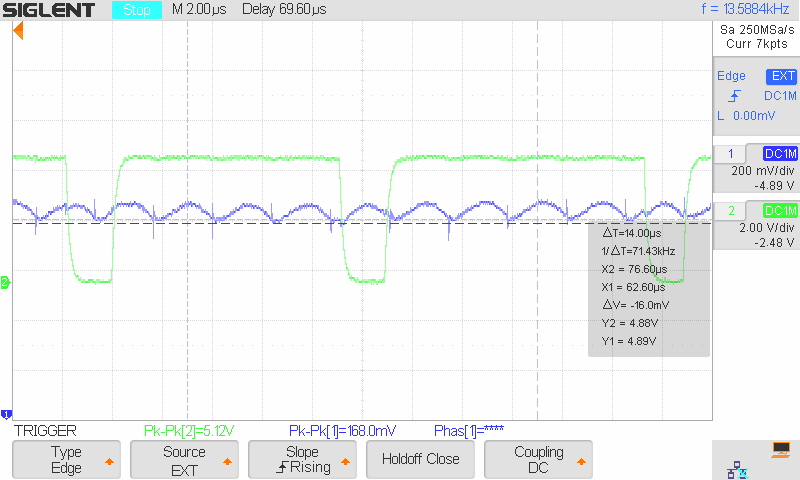 SIGLENT Stop M 2.00µs Delay 69.60µs f = 13.5884kHz
Sa 250MSa/s
Curr 7kpts
Edge EXT
DC1M
L 0.00mV
1 DC1M
200 mV/div
-4.89 V
2 DC1M
2.00 V/div
-2.48 V
△T=14.00µs
1/△T=71.43kHz
X2 = 76.60µs
X1 = 62.60µs
△V= -16.0mV
Y2 = 4.88V
Y1 = 4.89V
2
1
TRIGGER Pk-Pk[2]=5.12V Pk-Pk[1]=168.0mV Phas[1]=****
Type
Edge
Source
EXT
Slope
Rising
Holdoff Close
Coupling
DC